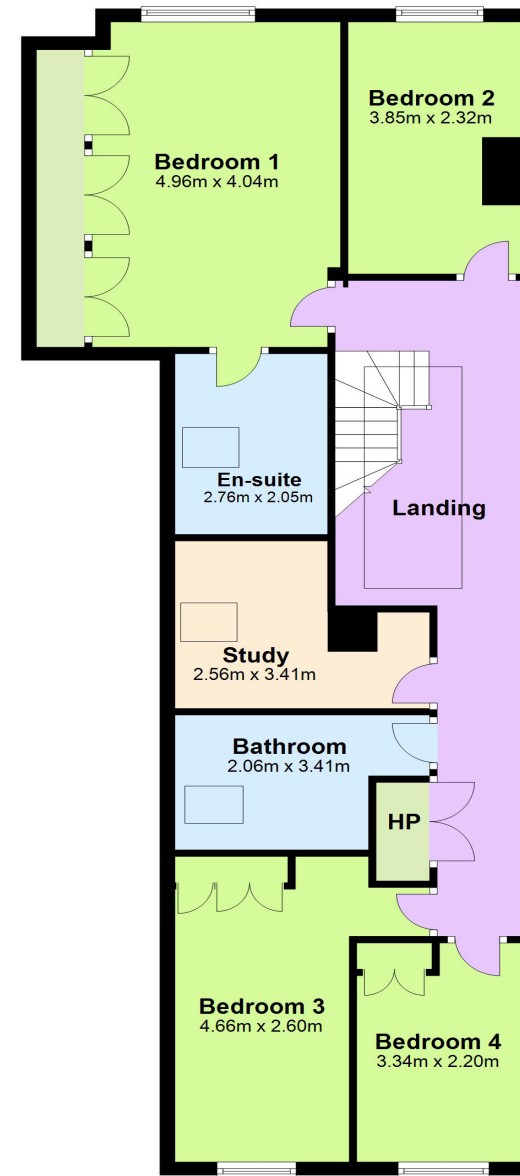 Bedroom 2
3.85m x 2.32m
Bedroom 1
4.96m x 4.04m
En-suite
2.76m x 2.05m
Landing
Study
2.56m x 3.41m
Bathroom
2.06m x 3.41m
HP
Bedroom 3
4.66m x 2.60m
Bedroom 4
3.34m x 2.20m